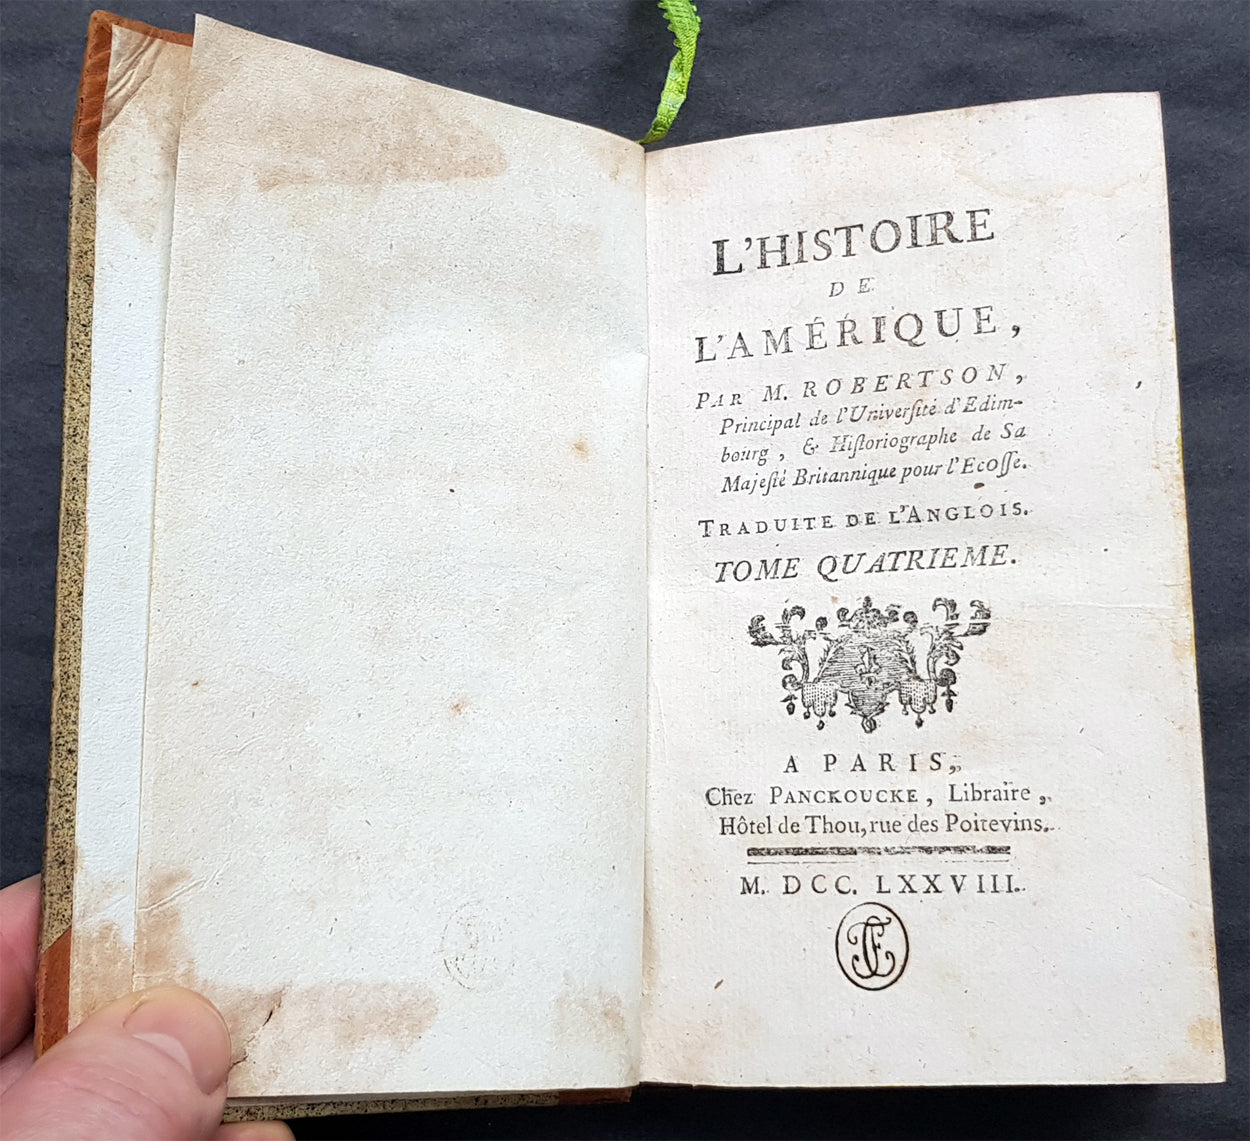 L'HISTOIRE
DE
L'AMÉRIQUE,
PAR M. ROBERTSON,
Principal de l'Univerſité d'Edim-
bourg, & Hiſtoriographe de Sa
Majeſté Britannique pour l'Ecoſſe.
TRADUITE DE L'ANGLOIS.
TOME QUATRIEME.
A PARIS,
Chez PANCKOUCKE, Libraire,
Hôtel de Thou, rue des Poitevins.
M. DCC. LXXVIII.